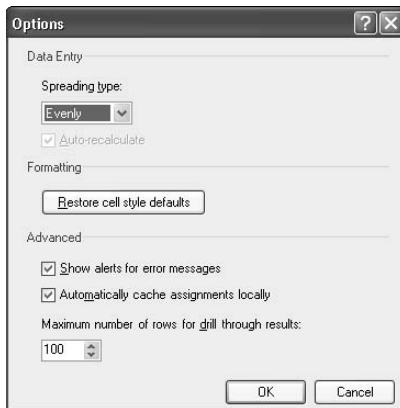 Options
Data Entry
Spreading type:
Evenly
Auto-recalculate
Formatting
Restore cell style defaults
Advanced
Show alerts for error messages
Automatically cache assignments locally
Maximum number of rows for drill through results:
100
OK Cancel